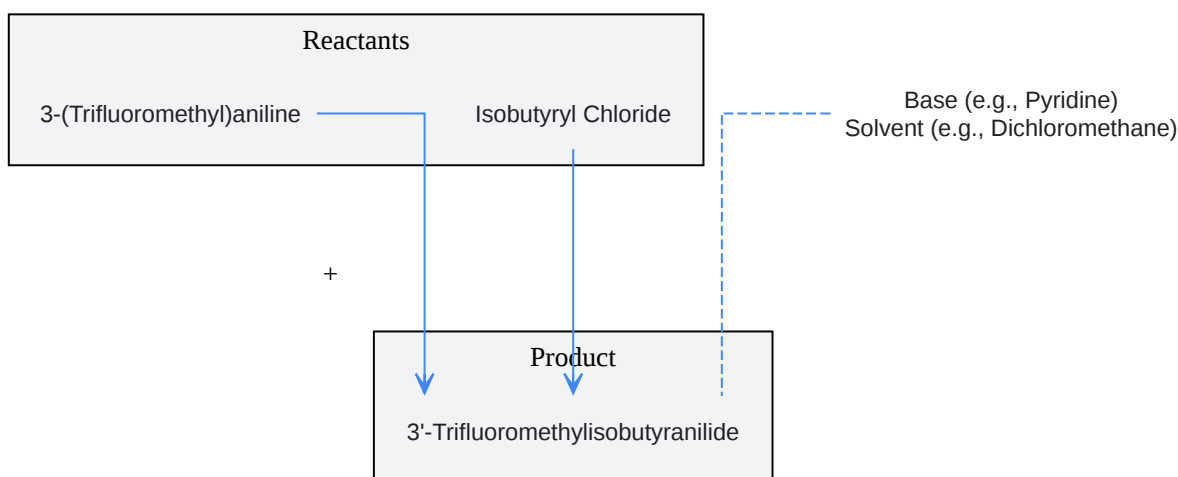 Reactants
3-(Trifluoromethyl)aniline
Isobutyryl Chloride
Base (e.g., Pyridine)
Solvent (e.g., Dichloromethane)
+
Product
3'-Trifluoromethylisobutyranilide